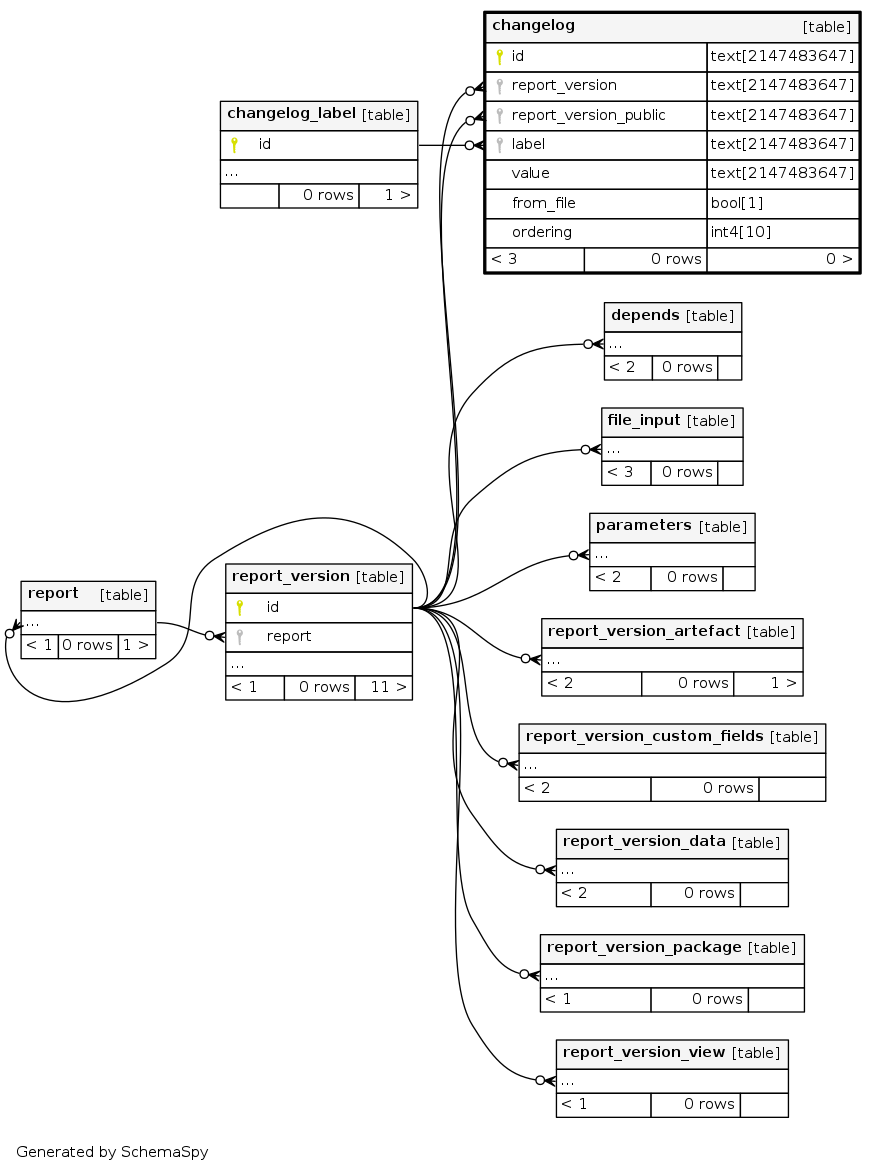 changelog [table]
id text[2147483647]
report_version text[2147483647]
report_version_public text[2147483647]
label text[2147483647]
value text[2147483647]
from_file bool[1]
ordering int4[10]
< 3 0 rows 0 >
changelog_label [table]
id
...
0 rows 1 >
depends [table]
...
< 2 0 rows
file_input [table]
...
< 3 0 rows
parameters [table]
...
< 2 0 rows
report [table]
...
< 1 0 rows 1 >
report_version [table]
id
report
...
< 1 0 rows 11 >
report_version_artefact [table]
...
< 2 0 rows 1 >
report_version_custom_fields [table]
...
< 2 0 rows
report_version_data [table]
...
< 2 0 rows
report_version_package [table]
...
< 1 0 rows
report_version_view [table]
...
< 1 0 rows
Generated by SchemaSpy